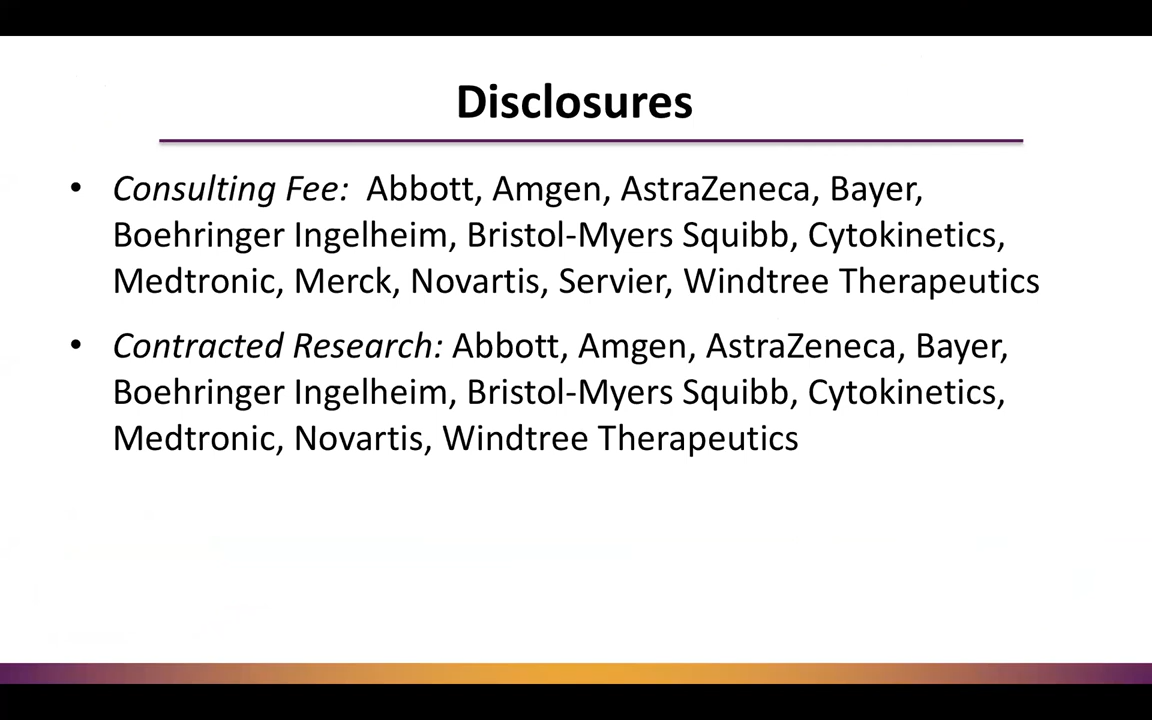 Disclosures
• Consulting Fee: Abbott, Amgen, AstraZeneca, Bayer,
Boehringer Ingelheim, Bristol-Myers Squibb, Cytokinetics,
Medtronic, Merck, Novartis, Servier, Windtree Therapeutics
• Contracted Research: Abbott, Amgen, AstraZeneca, Bayer,
Boehringer Ingelheim, Bristol-Myers Squibb, Cytokinetics,
Medtronic, Novartis, Windtree Therapeutics